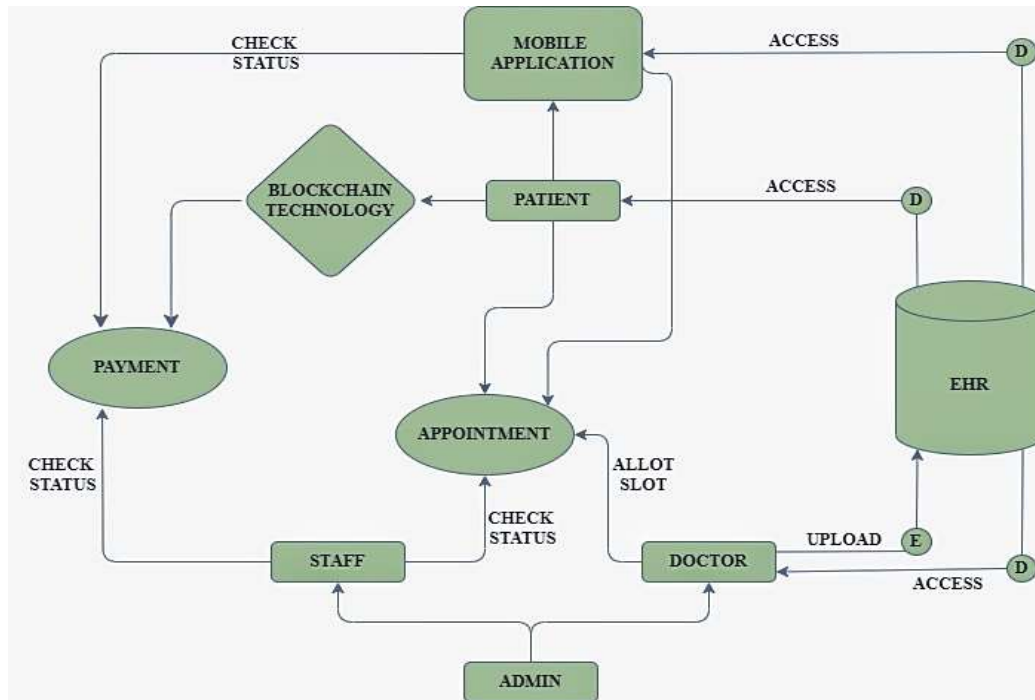 CHECK
STATUS
MOBILE
APPLICATION
ACCESS
D
BLOCKCHAIN
TECHNOLOGY
PATIENT
ACCESS
D
PAYMENT
EHR
APPOINTMENT
CHECK
STATUS
ALLOT
SLOT
CHECK
STATUS
UPLOAD
E
STAFF
DOCTOR
ACCESS
D
ADMIN